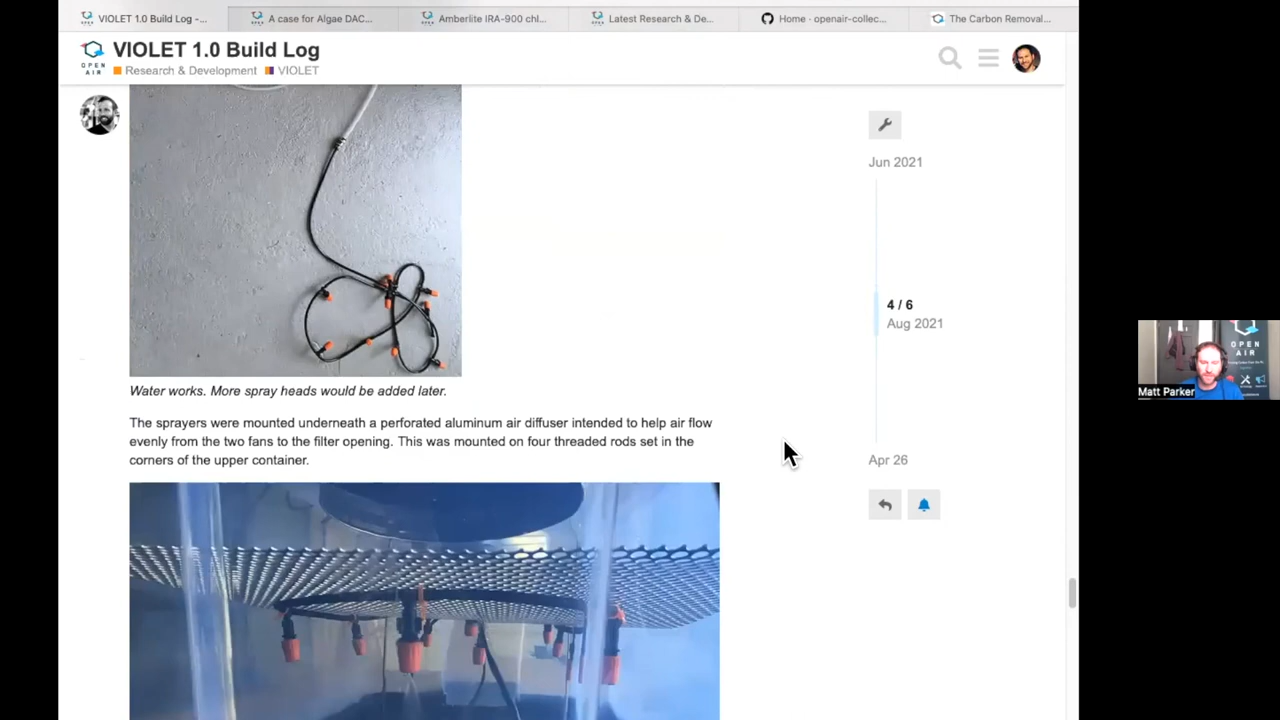 VIOLET 1.0 Build Log -...
A case for Algae DAC...
Amberlite IRA-900 chl...
Latest Research & De...
Home · openair-collec...
The Carbon Removal...
OPEN
AIR
VIOLET 1.0 Build Log
Research & Development VIOLET
Jun 2021
4 / 6
Aug 2021
Apr 26
Water works. More spray heads would be added later.
The sprayers were mounted underneath a perforated aluminum air diffuser intended to help air flow
evenly from the two fans to the filter opening. This was mounted on four threaded rods set in the
corners of the upper container.
OPEN
AIR
Matt Parker